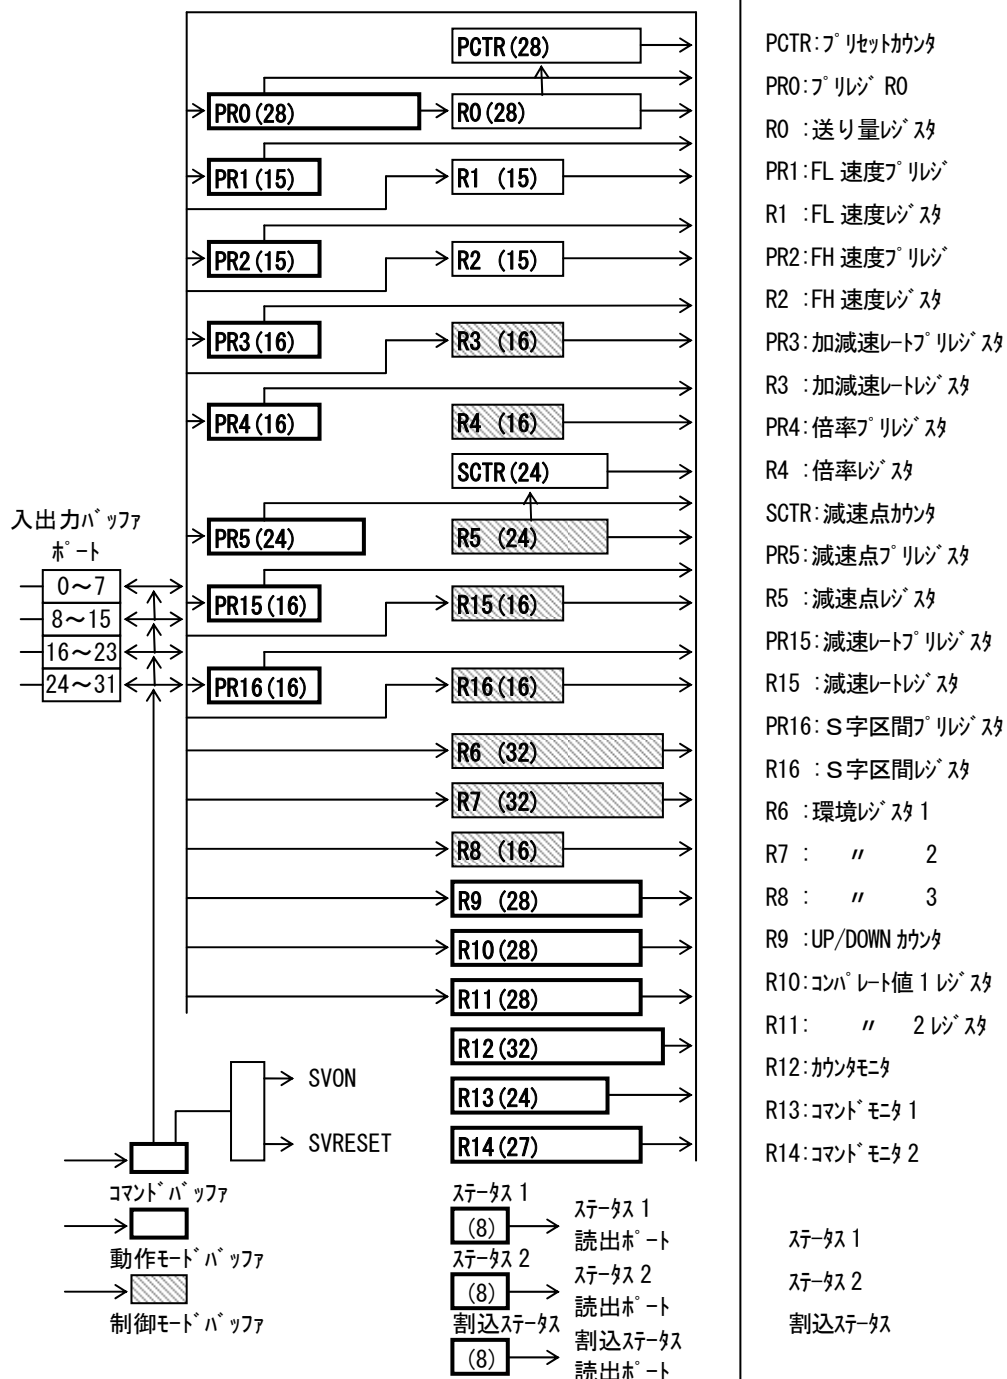 PCTR(28)
PR0(28)
R0(28)
PR1(15)
R1 (15)
PR2(15)
R2 (15)
PR3(16)
R3 (16)
PR4(16)
R4 (16)
SCTR(24)
PR5(24)
R5 (24)
PR15(16)
R15(16)
PR16(16)
R16(16)
R6 (32)
R7 (32)
R8 (16)
R9 (28)
R10(28)
R11(28)
R12(32)
R13(24)
R14(27)
入出力ﾊﾞｯﾌｧ
ﾎﾟｰﾄ
0～7
8～15
16～23
24～31
SVON
SVRESET
ｺﾏﾝﾄﾞﾊﾞｯﾌｧ
動作ﾓｰﾄﾞﾊﾞｯﾌｧ
制御ﾓｰﾄﾞﾊﾞｯﾌｧ
ｽﾃｰﾀｽ 1
(8)
ｽﾃｰﾀｽ 1
読出ﾎﾟｰﾄ
ｽﾃｰﾀｽ 2
(8)
ｽﾃｰﾀｽ 2
読出ﾎﾟｰﾄ
割込ｽﾃｰﾀｽ
(8)
割込ｽﾃｰﾀｽ
読出ﾎﾟｰﾄ
PCTR:ﾌﾟﾘｾｯﾄｶｳﾝﾀ
PR0:ﾌﾟﾘﾚｼﾞ R0
R0 :送り量ﾚｼﾞｽﾀ
PR1:FL 速度ﾌﾟﾘﾚｼﾞ
R1 :FL 速度ﾚｼﾞｽﾀ
PR2:FH 速度ﾌﾟﾘﾚｼﾞ
R2 :FH 速度ﾚｼﾞｽﾀ
PR3:加減速ﾚｰﾄﾌﾟﾘﾚｼﾞｽﾀ
R3 :加減速ﾚｰﾄﾚｼﾞｽﾀ
PR4:倍率ﾌﾟﾘﾚｼﾞｽﾀ
R4 :倍率ﾚｼﾞｽﾀ
SCTR:減速点ｶｳﾝﾀ
PR5:減速点ﾌﾟﾘﾚｼﾞｽﾀ
R5 :減速点ﾚｼﾞｽﾀ
PR15:減速ﾚｰﾄﾌﾟﾘﾚｼﾞｽﾀ
R15 :減速ﾚｰﾄﾚｼﾞｽﾀ
PR16:Ｓ字区間ﾌﾟﾘﾚｼﾞｽﾀ
R16 :Ｓ字区間ﾚｼﾞｽﾀ
R6 :環境ﾚｼﾞｽﾀ 1
R7 : 〃 2
R8 : 〃 3
R9 :UP/DOWN ｶｳﾝﾀ
R10:ｺﾝﾊﾟﾚｰﾄ値 1 ﾚｼﾞｽﾀ
R11: 〃 2 ﾚｼﾞｽﾀ
R12:ｶｳﾝﾀﾓﾆﾀ
R13:ｺﾏﾝﾄﾞﾓﾆﾀ 1
R14:ｺﾏﾝﾄﾞﾓﾆﾀ 2
ｽﾃｰﾀｽ 1
ｽﾃｰﾀｽ 2
割込ｽﾃｰﾀｽ